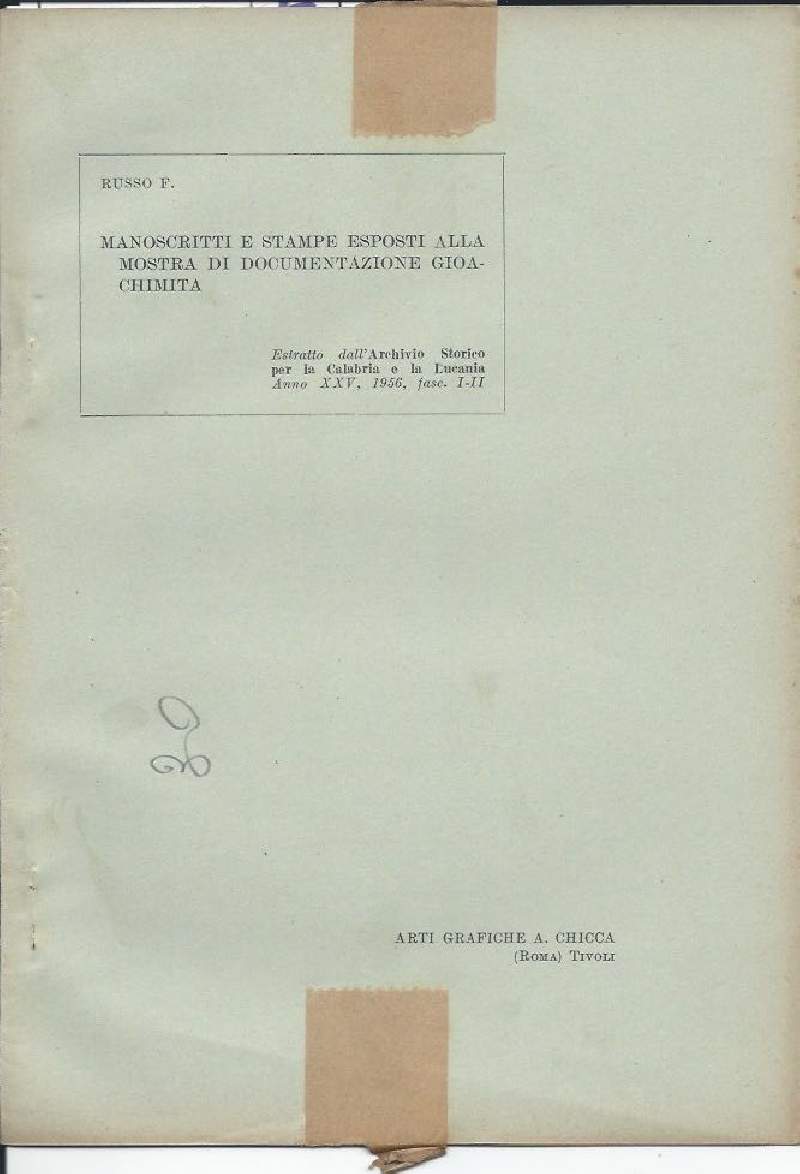 RUSSO F.
MANOSCRITTI E STAMPE ESPOSTI ALLA
MOSTRA DI DOCUMENTAZIONE GIOA-
CHIMITA
Estratto dall'Archivio Storico
per la Calabria e la Lucania
Anno XXV, 1956, fasc. I-II
ARTI GRAFICHE A. CHICCA
(ROMA) TIVOLI